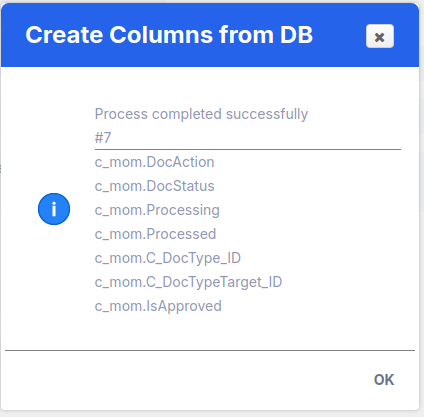 Create Columns from DB
Process completed successfully
#7
c_mom.DocAction
c_mom.DocStatus
c_mom.Processing
c_mom.Processed
c_mom.C_DocType_ID
c_mom.C_DocTypeTarget_ID
c_mom.IsApproved
OK